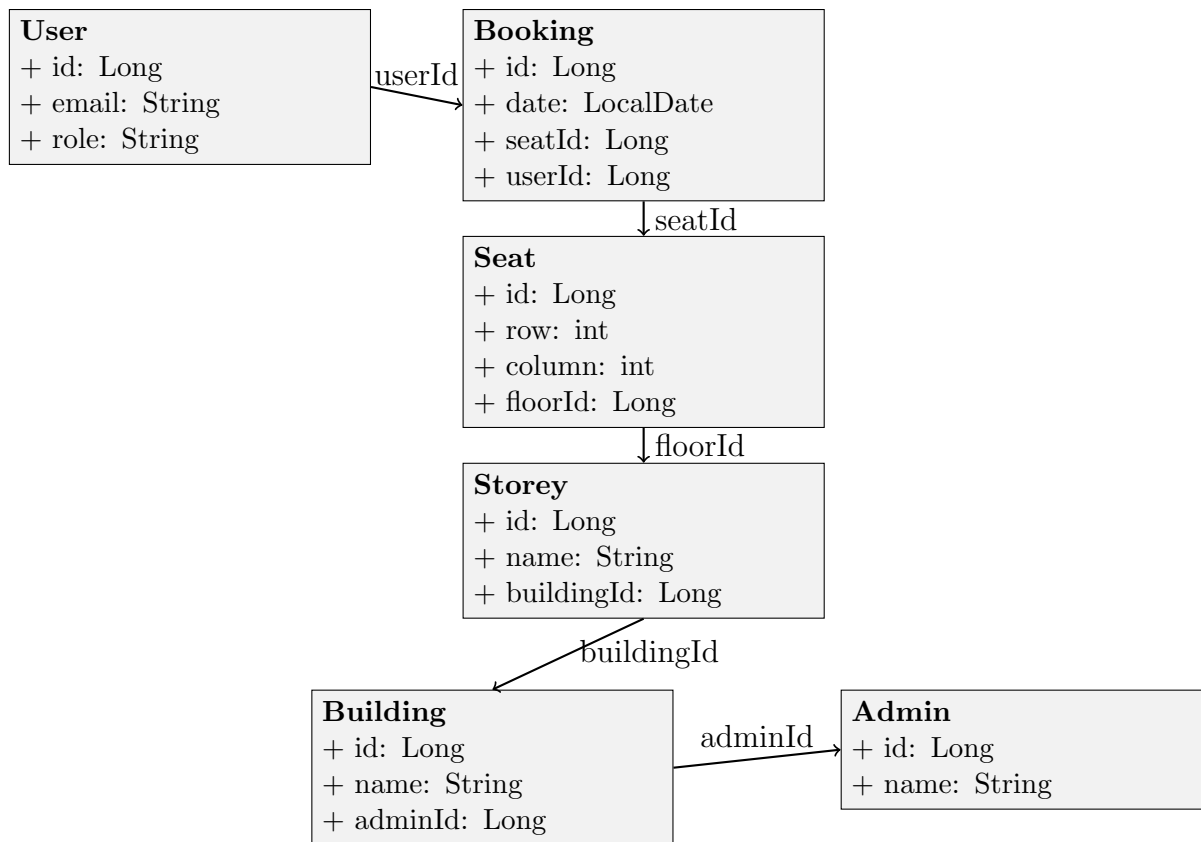 User
+ id: Long
+ email: String
+ role: String
userId
Booking
+ id: Long
+ date: LocalDate
+ seatId: Long
+ userId: Long
seatId
Seat
+ id: Long
+ row: int
+ column: int
+ floorId: Long
floorId
Storey
+ id: Long
+ name: String
+ buildingId: Long
buildingId
Building
+ id: Long
+ name: String
+ adminId: Long
adminId
Admin
+ id: Long
+ name: String